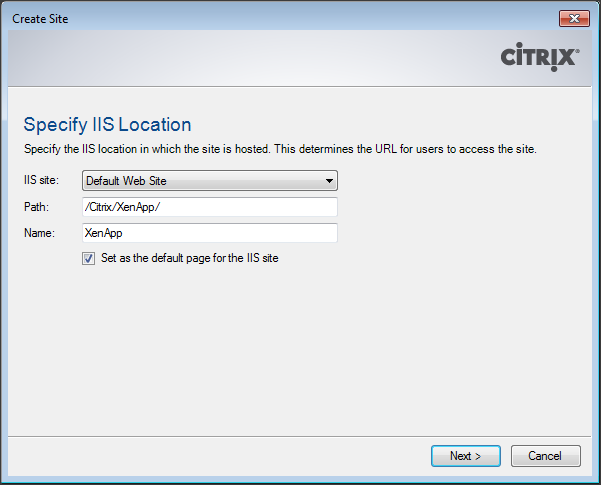 Create Site
CİTRIX®
Specify IIS Location
Specify the IIS location in which the site is hosted. This determines the URL for users to access the site.
IIS site: Default Web Site
Path: /Citrix/XenApp/
Name: XenApp
Set as the default page for the IIS site
Next > Cancel